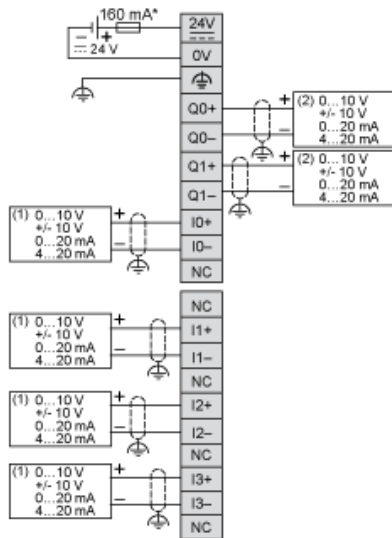 160 mA*
24V
− +
⎓ 24 V
0V
Q0+
+ (2) 0...10 V
+/- 10 V
Q0–
− 0...20 mA
4...20 mA
Q1+
+ (2) 0...10 V
+/- 10 V
Q1–
− 0...20 mA
4...20 mA
(1) 0...10 V +
I0+
+/- 10 V
0...20 mA −
I0–
4...20 mA
NC
NC
(1) 0...10 V +
I1+
+/- 10 V
0...20 mA −
I1–
4...20 mA
NC
(1) 0...10 V +
I2+
+/- 10 V
0...20 mA −
I2–
4...20 mA
NC
(1) 0...10 V +
I3+
+/- 10 V
0...20 mA −
I3–
4...20 mA
NC